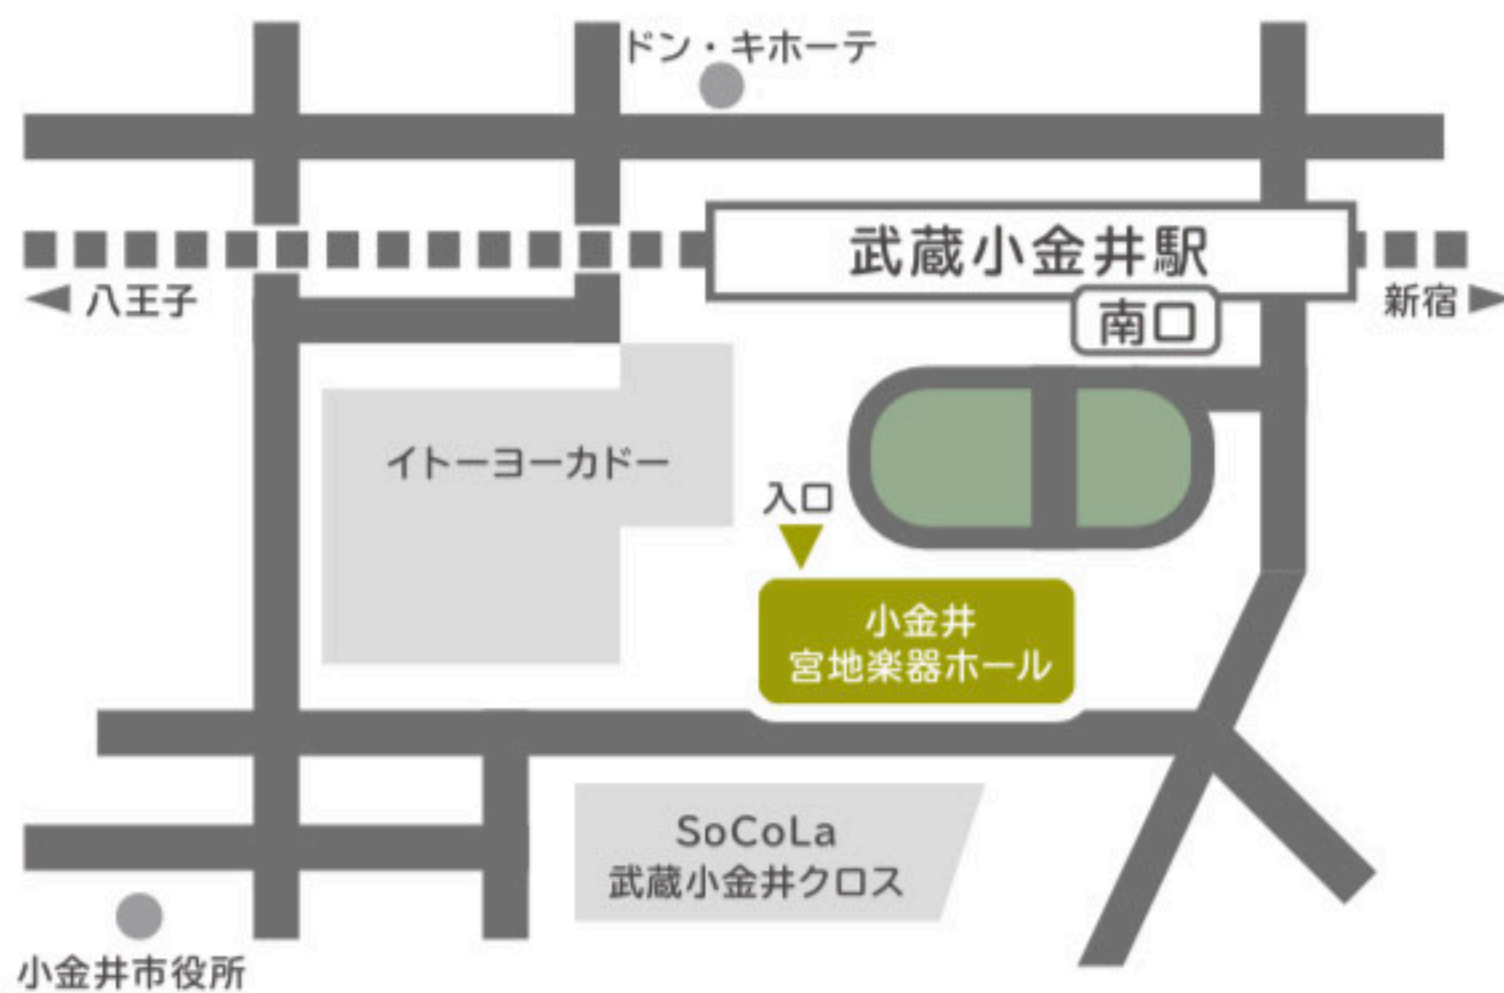 ドン・キホーテ
武蔵小金井駅
八王子
新宿
南口
イトーヨーカドー
入口
小金井
宮地楽器ホール
SoCoLa
武蔵小金井クロス
小金井市役所